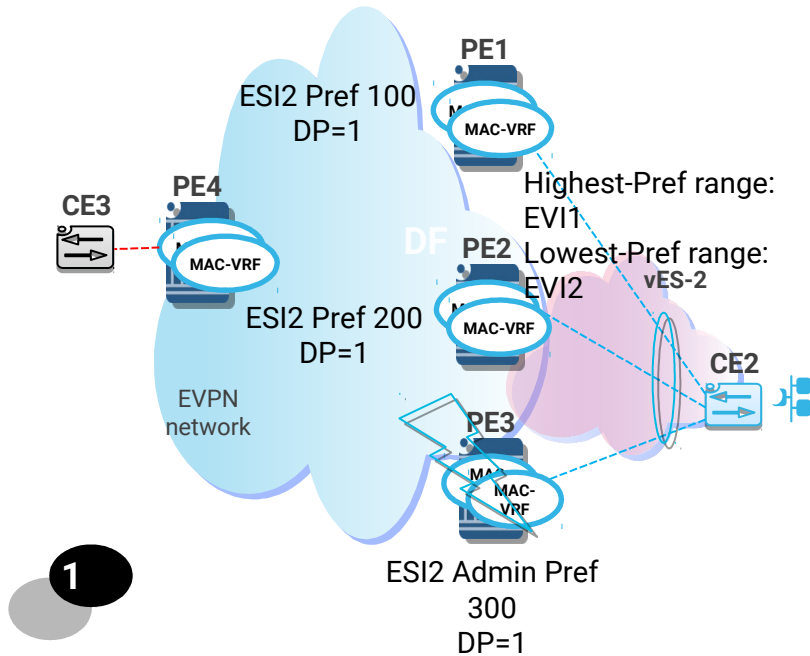 PE1
ESI2 Pref 100
DP=1
MAC-VRF
PE4
CE3
MAC-VRF
Highest-Pref range:
EVI1
DF
PE2
Lowest-Pref range:
EVI2
vES-2
MAC-VRF
ESI2 Pref 200
DP=1
CE2
EVPN
network
PE3
MAC-
VRF
1
ESI2 Admin Pref
300
DP=1